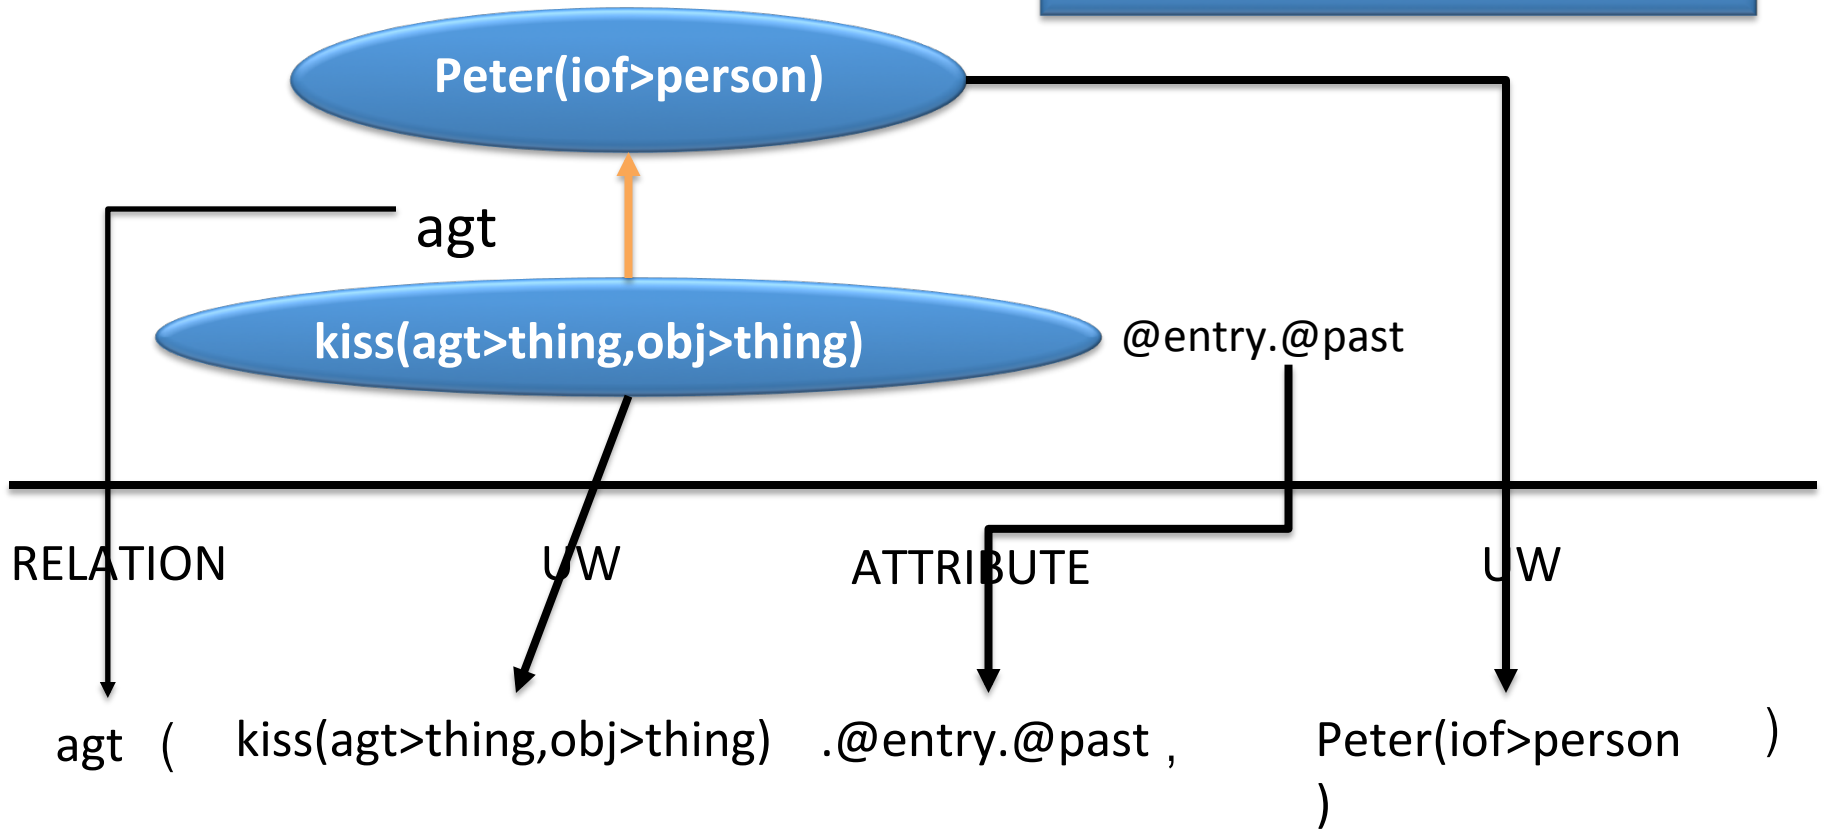 Peter(iof>person)
agt
kiss(agt>thing,obj>thing)
@entry.@past
RELATION UW ATTRIBUTE UW
agt ( kiss(agt>thing,obj>thing) .@entry.@past , Peter(iof>person )
)